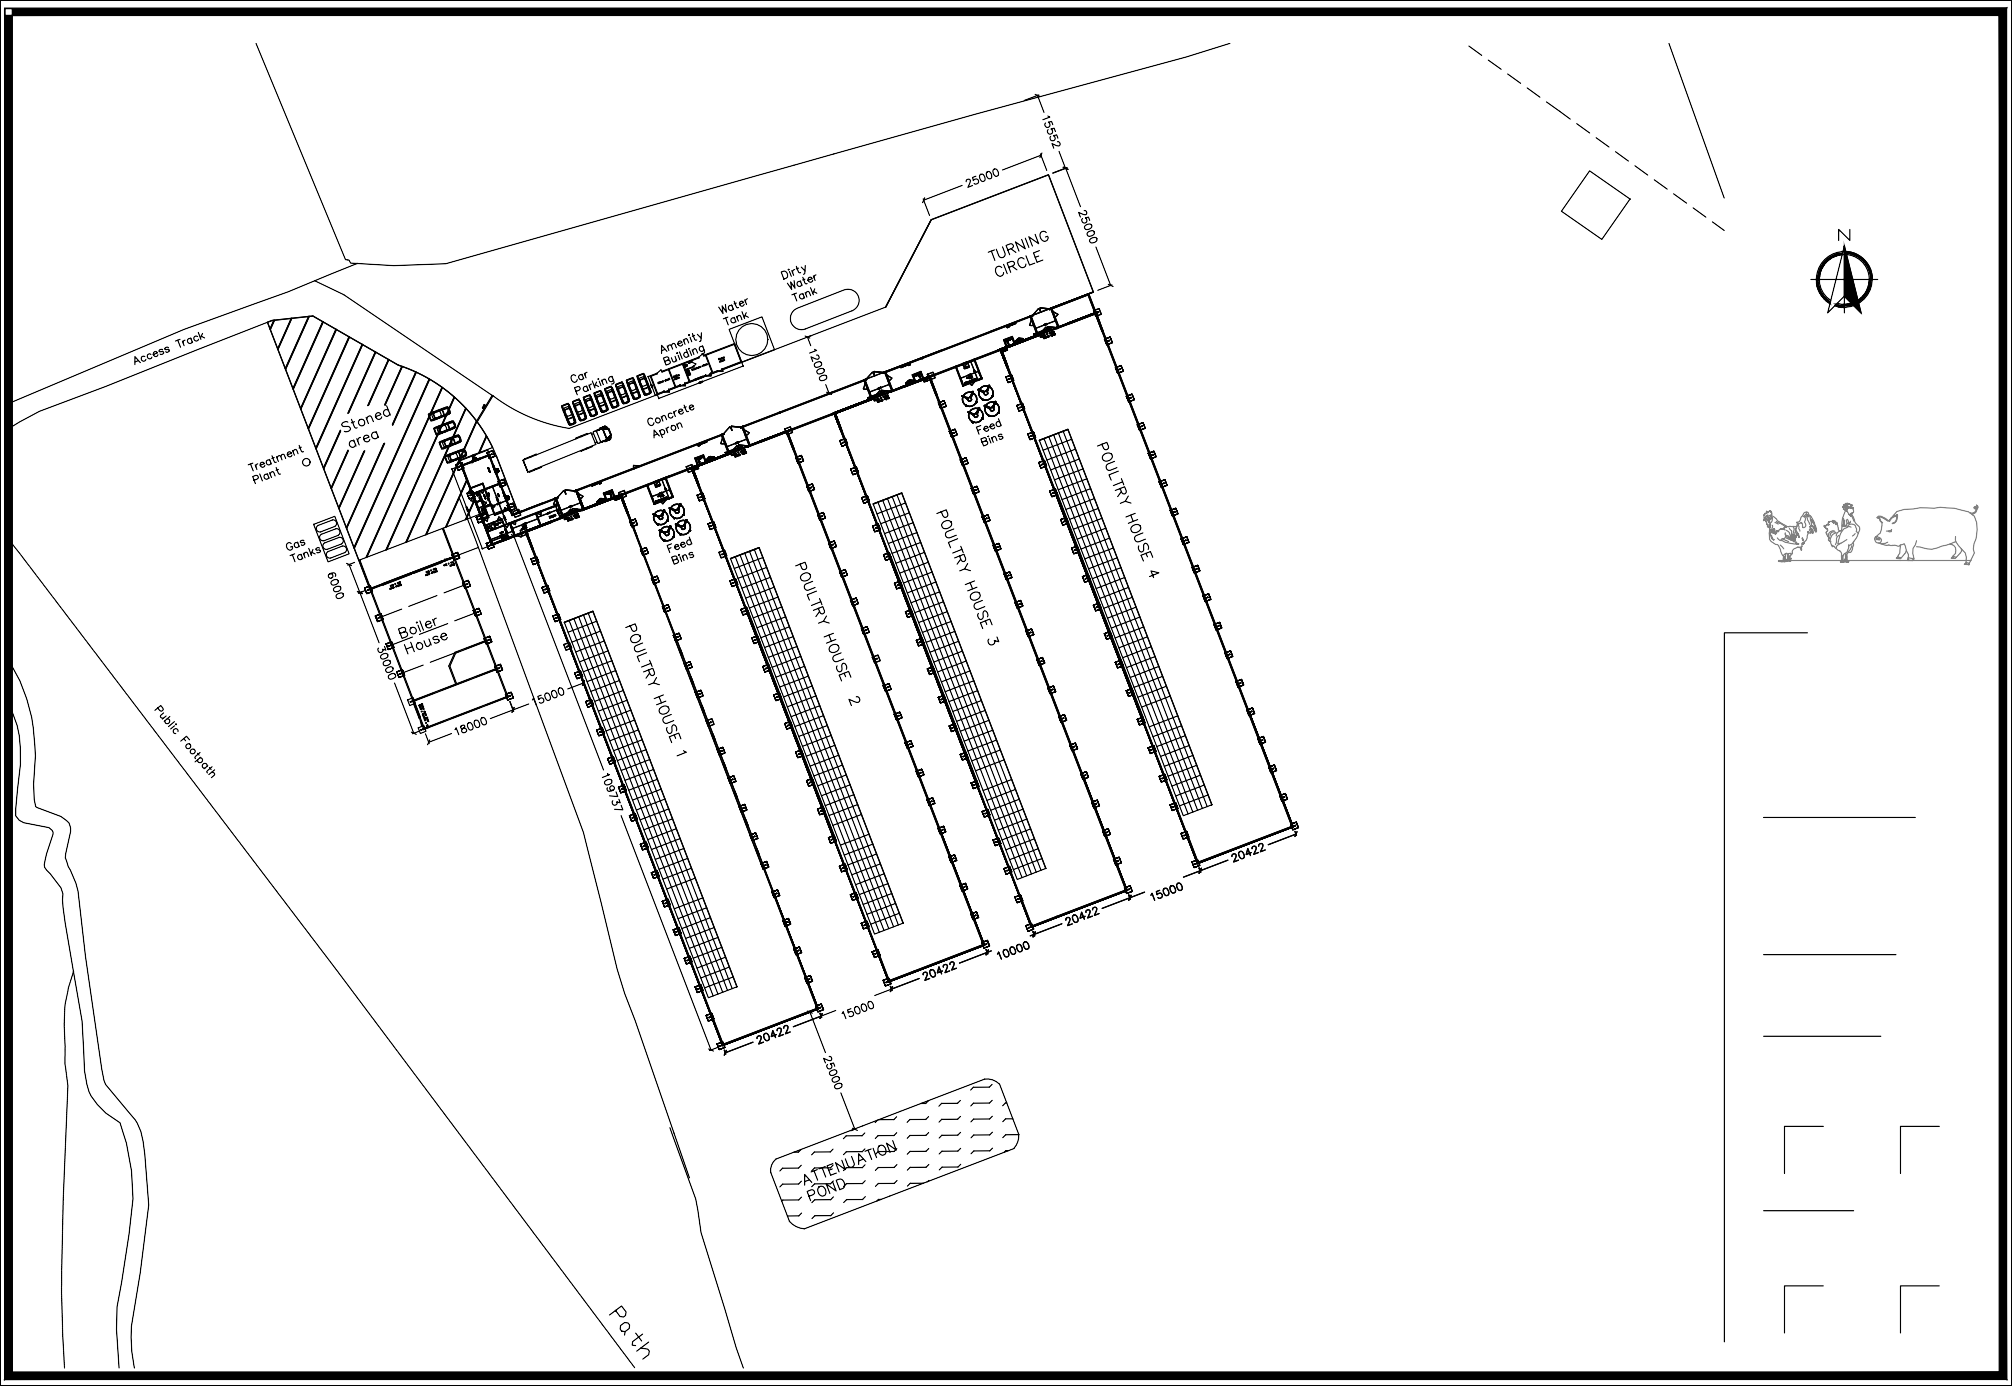 15552
25000
25000
TURNING
CIRCLE
N
Dirty
Water
Tank
Water
Tank
Amenity
Building
Access Track
12000
Car
Parking
Concrete
Apron
Stoned
area
Feed
Bins
Treatment
Plant
Gas
Tanks
Feed
Bins
6000
Boiler
House
30000
18000
15000
POULTRY HOUSE 1
POULTRY HOUSE 2
POULTRY HOUSE 3
POULTRY HOUSE 4
Public Footpath
109737
20422
15000
20422
10000
20422
15000
20422
25000
ATTENUATION
POND
Path